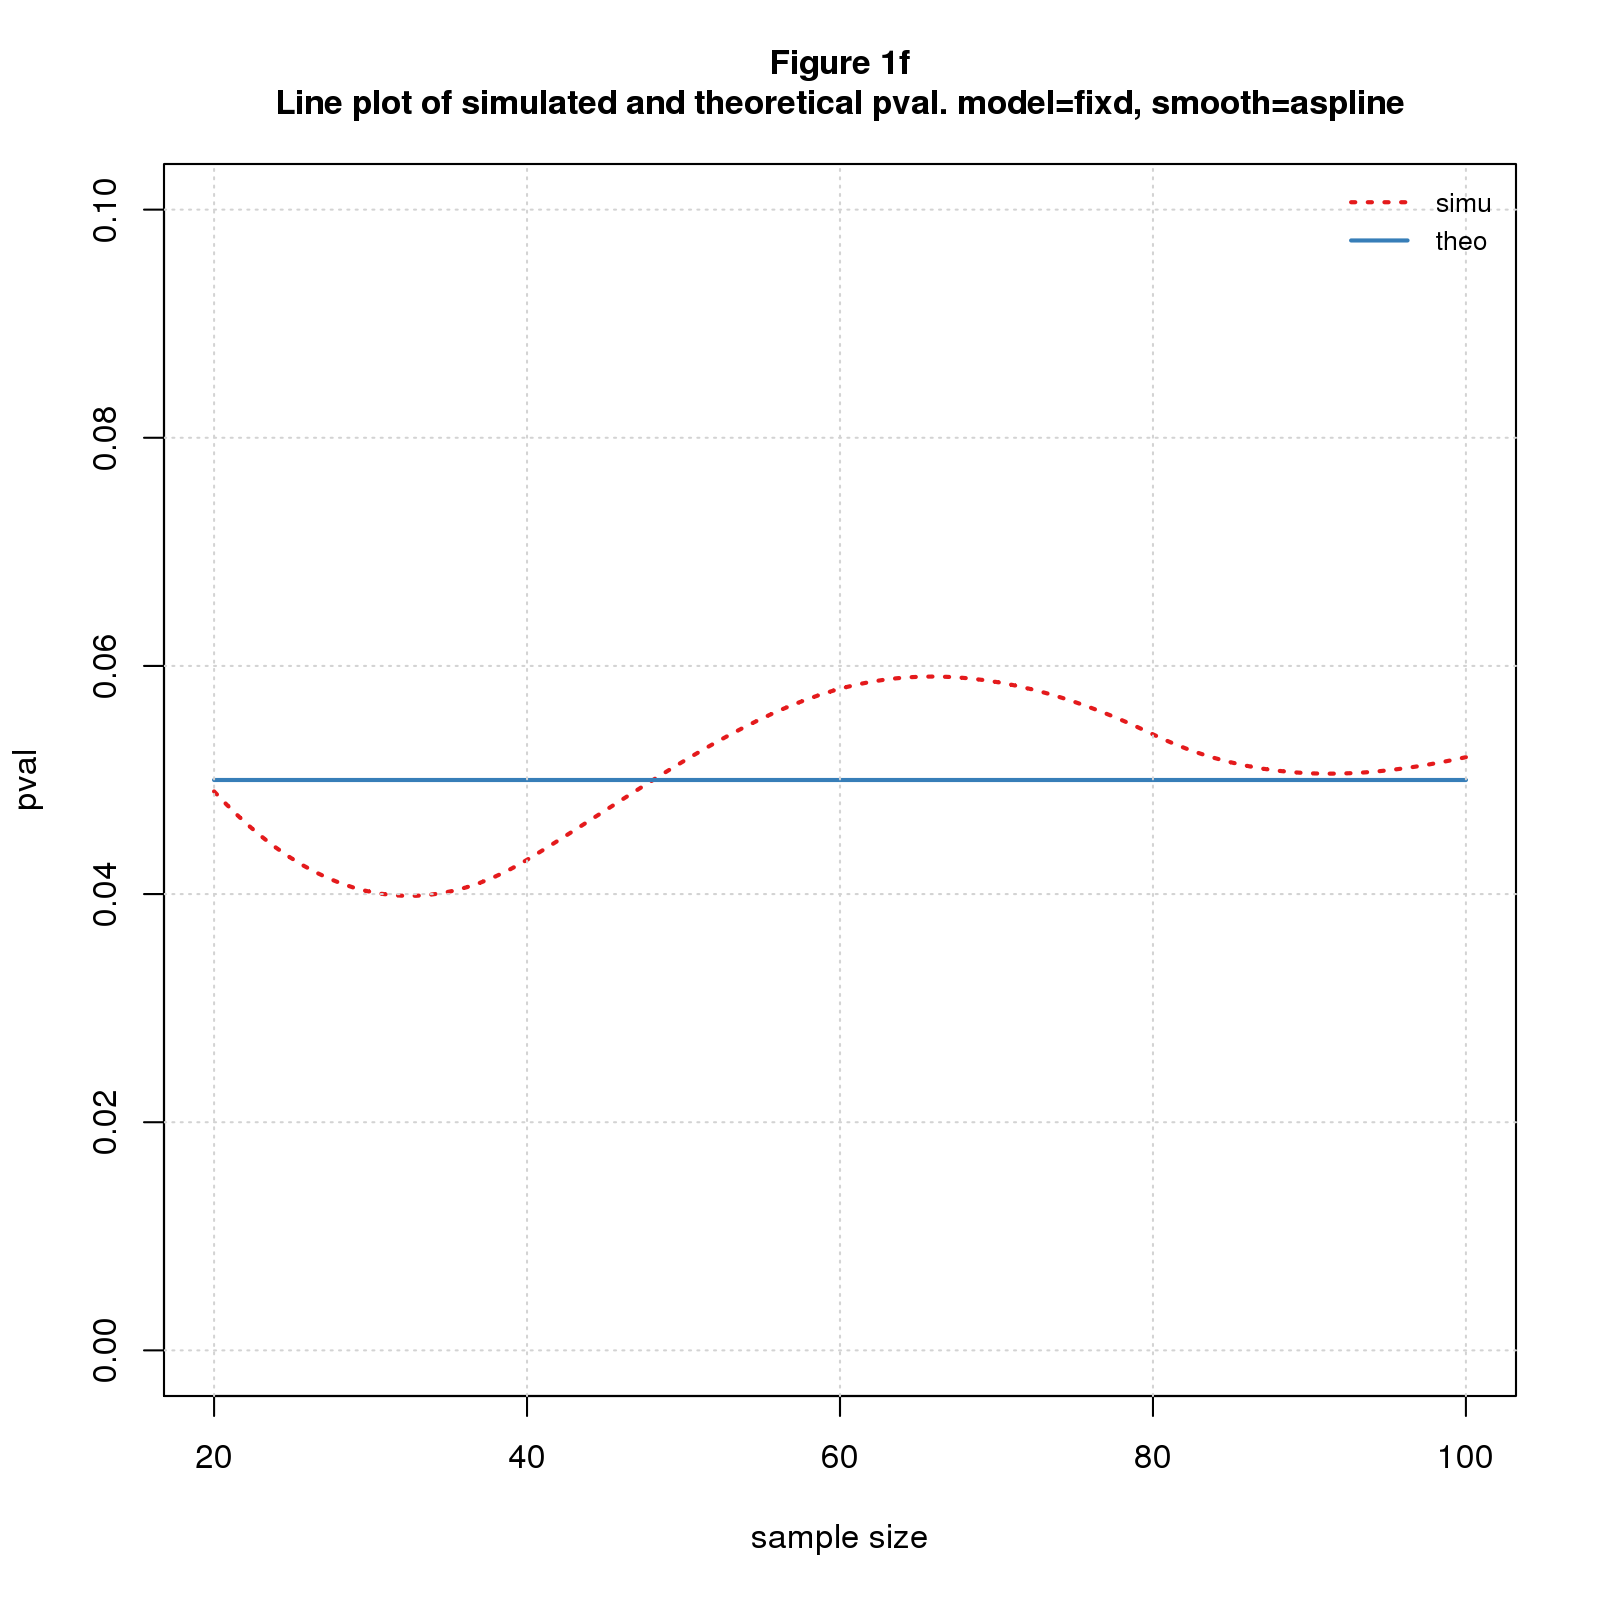 Figure 1f
Line plot of simulated and theoretical pval. model=fixd, smooth=aspline
simu
theo
0.10
0.08
0.06
0.04
0.02
0.00
pval
20 40 60 80 100
sample size